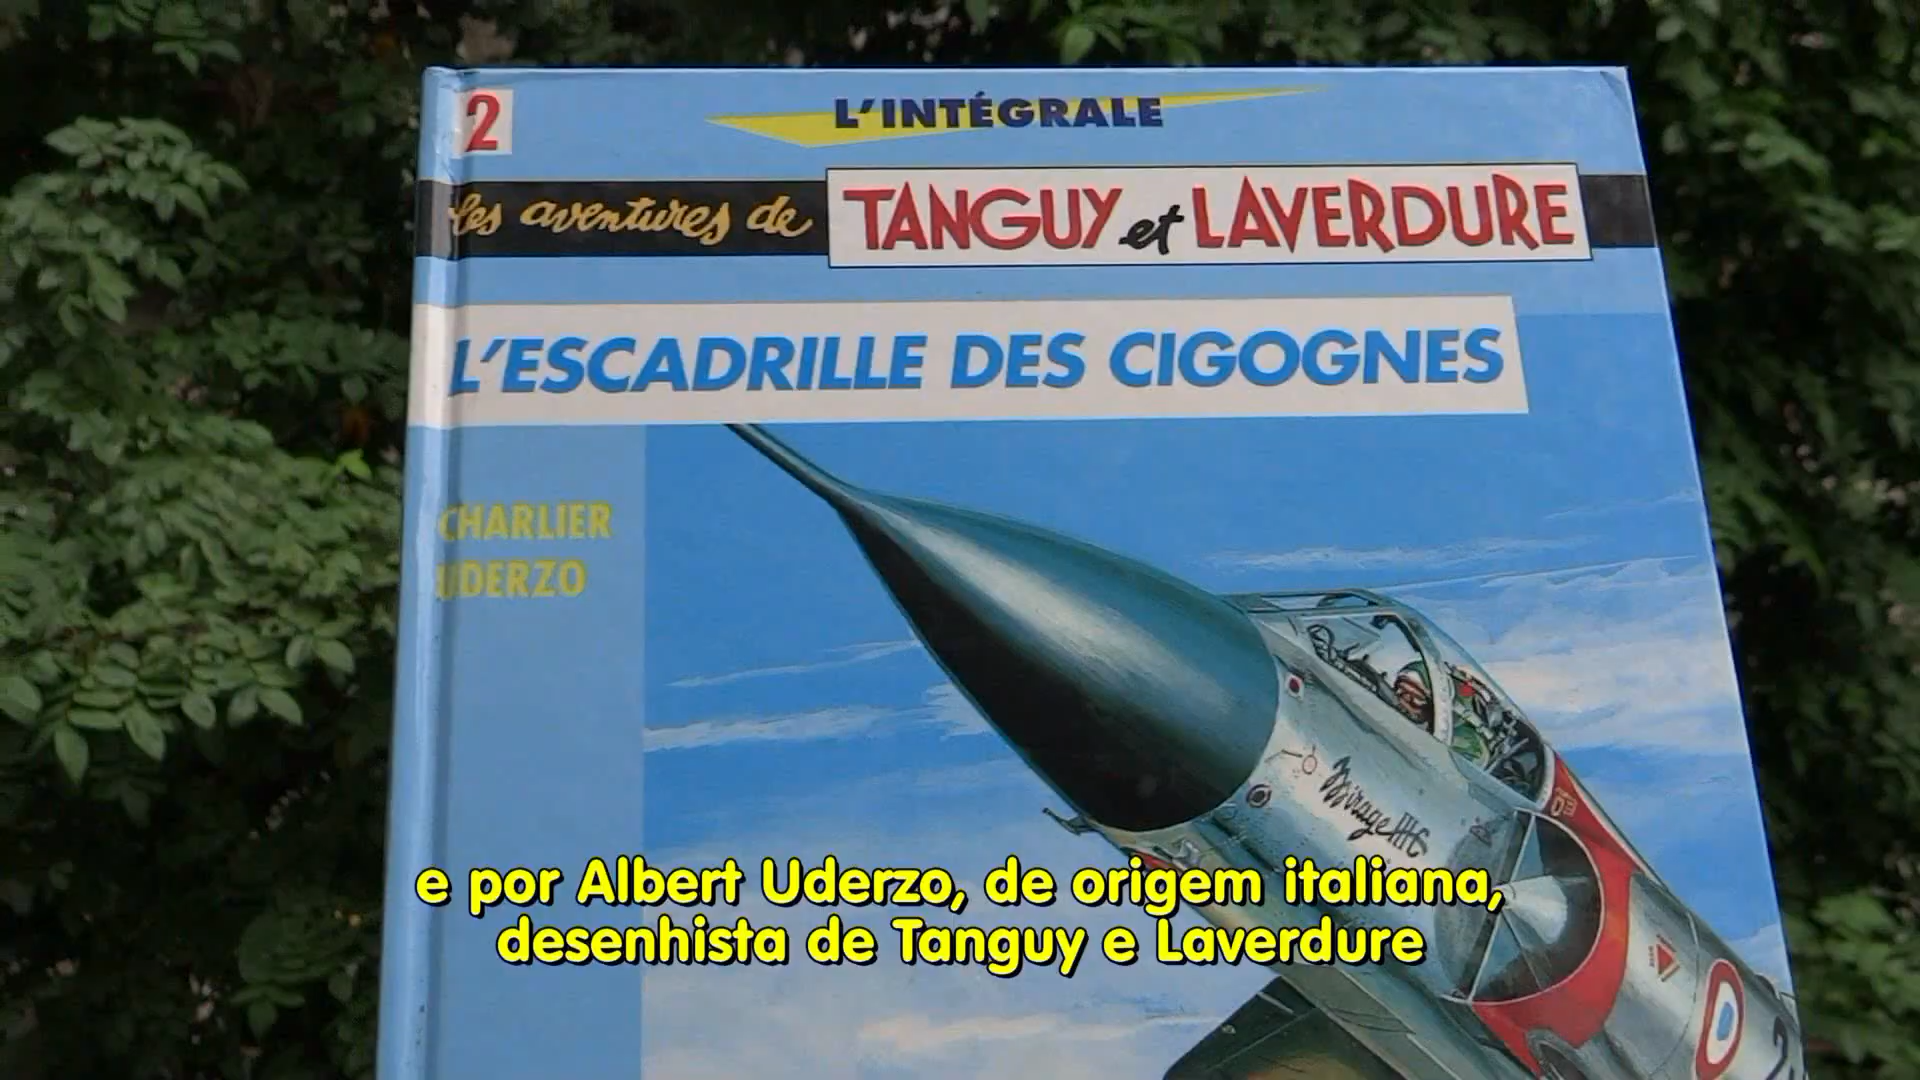 2
L'INTÉGRALE
les aventures de TANGUY et LAVERDURE
L'ESCADRILLE DES CIGOGNES
CHARLIER
UDERZO
Mirage IIIC
e por Albert Uderzo, de origem italiana,
desenhista de Tanguy e Laverdure